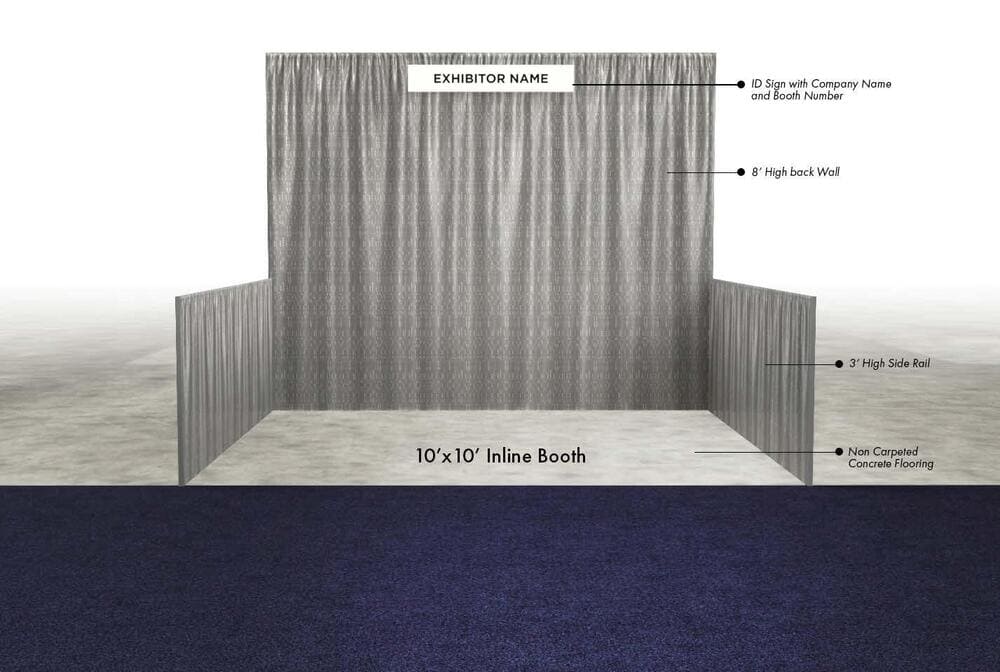 EXHIBITOR NAME
ID Sign with Company Name
and Booth Number
8' High back Wall
3' High Side Rail
10'x10' Inline Booth
Non Carpeted
Concrete Flooring